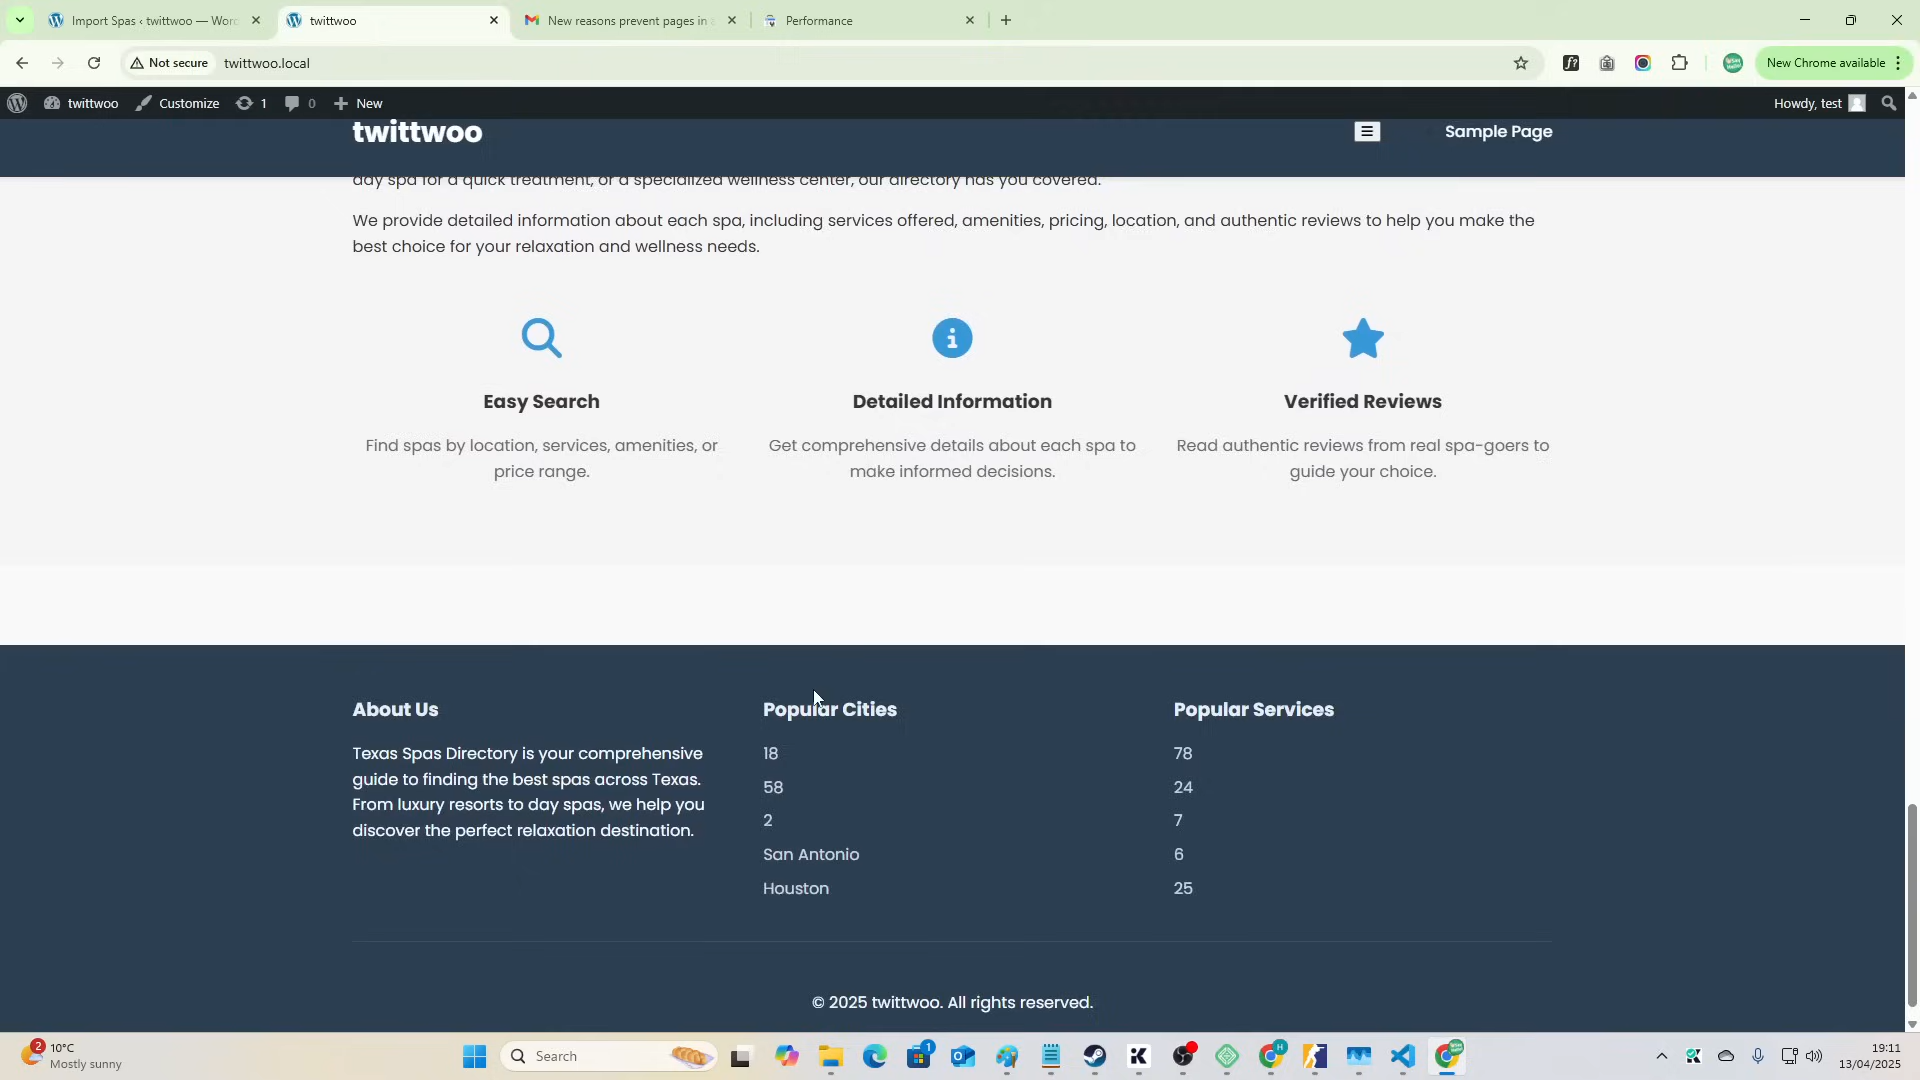 Import Spas ‹ twittwoo — Wor
twittwoo
New reasons prevent pages in
Performance
Not secure
twittwoo.local
New Chrome available
twittwoo
Customize
1
0
New
Howdy, test
twittwoo
Sample Page
day spa for a quick treatment, or a specialized wellness center, our directory has you covered.
We provide detailed information about each spa, including services offered, amenities, pricing, location, and authentic reviews to help you make the
best choice for your relaxation and wellness needs.
Easy Search
Find spas by location, services, amenities, or
price range.
Detailed Information
Get comprehensive details about each spa to
make informed decisions.
Verified Reviews
Read authentic reviews from real spa-goers to
guide your choice.
About Us
Texas Spas Directory is your comprehensive
guide to finding the best spas across Texas.
From luxury resorts to day spas, we help you
discover the perfect relaxation destination.
Popular Cities
18
58
2
San Antonio
Houston
Popular Services
78
24
7
6
25
© 2025 twittwoo. All rights reserved.
2
10°C
Mostly sunny
Search
1
19:11
13/04/2025